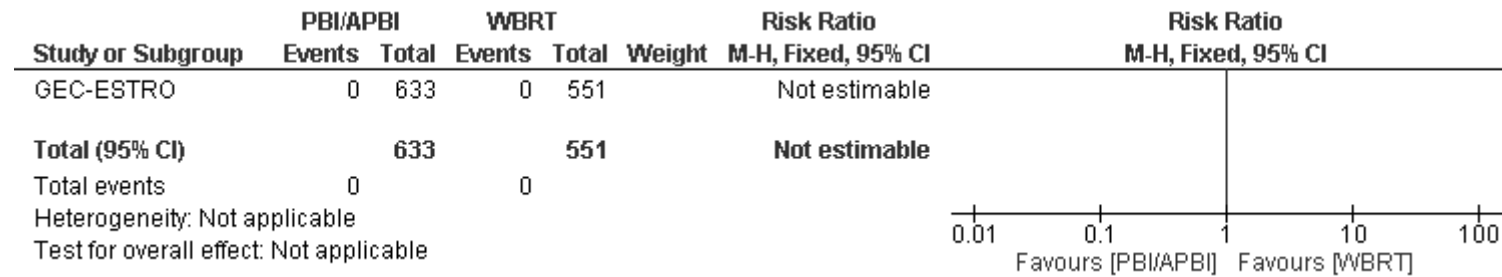 PBI/APBI WBRT Risk Ratio Risk Ratio
Study or Subgroup Events Total Events Total Weight M-H, Fixed, 95% CI M-H, Fixed, 95% CI
GEC-ESTRO 0 633 0 551 Not estimable
Total (95% CI) 633 551 Not estimable
Total events 0 0
Heterogeneity: Not applicable
Test for overall effect: Not applicable
0.01 0.1 1 10 100
Favours [PBI/APBI] Favours [WBRT]